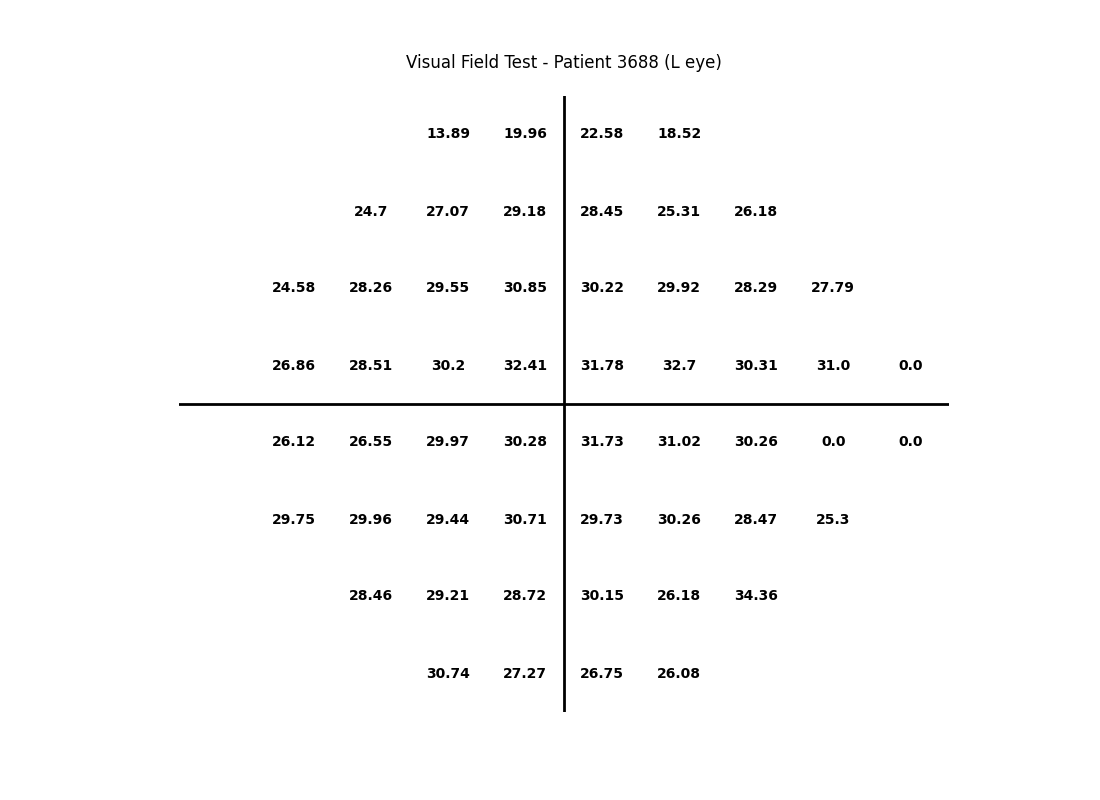 Visual Field Test - Patient 3688 (L eye)
13.89 19.96 22.58 18.52
24.7 27.07 29.18 28.45 25.31 26.18
24.58 28.26 29.55 30.85 30.22 29.92 28.29 27.79
26.86 28.51 30.2 32.41 31.78 32.7 30.31 31.0 0.0
26.12 26.55 29.97 30.28 31.73 31.02 30.26 0.0 0.0
29.75 29.96 29.44 30.71 29.73 30.26 28.47 25.3
28.46 29.21 28.72 30.15 26.18 34.36
30.74 27.27 26.75 26.08